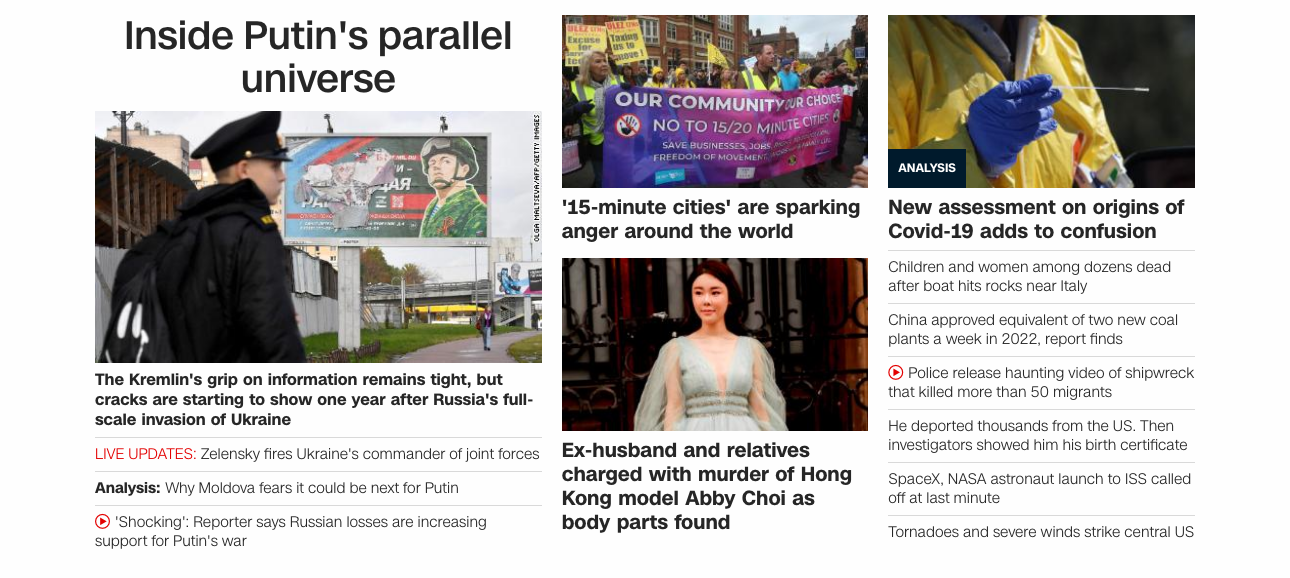 Inside Putin's parallel
universe
OLGA MALTSEVA/AFP/GETTY IMAGES
The Kremlin's grip on information remains tight, but
cracks are starting to show one year after Russia's full-
scale invasion of Ukraine
LIVE UPDATES: Zelensky fires Ukraine's commander of joint forces
Analysis: Why Moldova fears it could be next for Putin
'Shocking': Reporter says Russian losses are increasing
support for Putin's war
ULEZ
Excuse
for
Taxing
us to
move!
OUR COMMUNITY OUR CHOICE
NO TO 15/20 MINUTE CITIES
SAVE BUSINESSES, JOBS,
FREEDOM OF MOVEMENT,
'15-minute cities' are sparking
anger around the world
Ex-husband and relatives
charged with murder of Hong
Kong model Abby Choi as
body parts found
ANALYSIS
New assessment on origins of
Covid-19 adds to confusion
Children and women among dozens dead
after boat hits rocks near Italy
China approved equivalent of two new coal
plants a week in 2022, report finds
Police release haunting video of shipwreck
that killed more than 50 migrants
He deported thousands from the US. Then
investigators showed him his birth certificate
SpaceX, NASA astronaut launch to ISS called
off at last minute
Tornadoes and severe winds strike central US